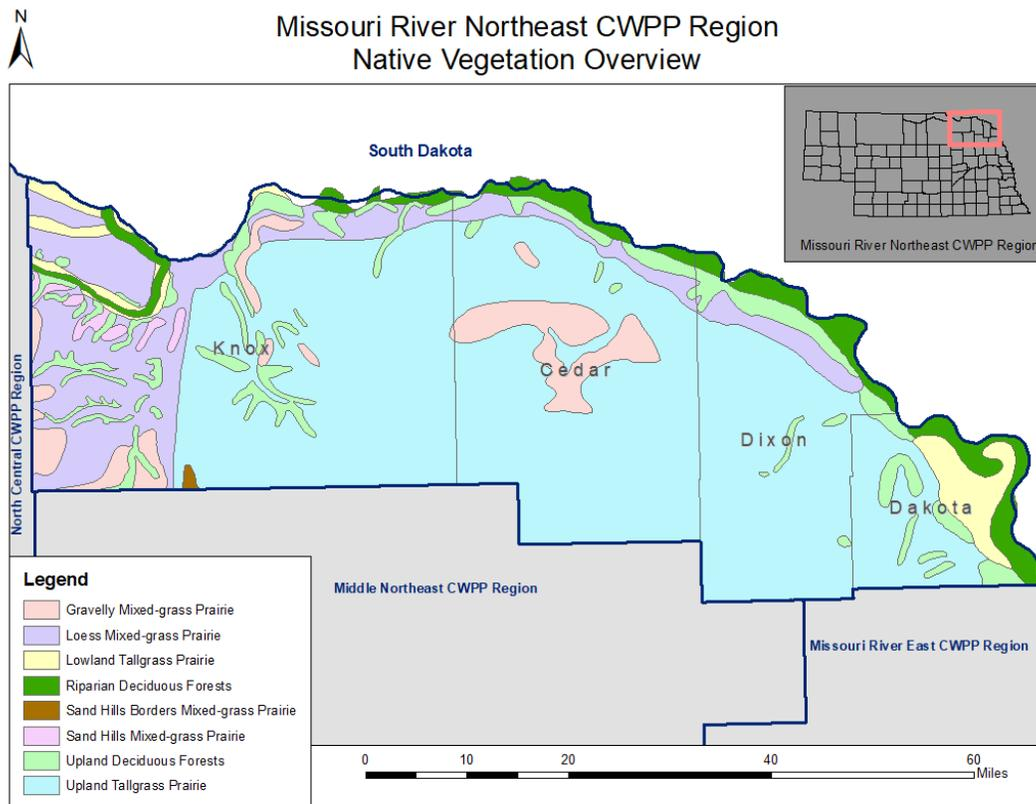 N
Missouri River Northeast CWPP Region
Native Vegetation Overview
South Dakota
Missouri River Northeast CWPP Region
North Central CWPP Region
Knox
Cedar
Dixon
Dakota
Middle Northeast CWPP Region
Missouri River East CWPP Region
Legend
Gravelly Mixed-grass Prairie
Loess Mixed-grass Prairie
Lowland Tallgrass Prairie
Riparian Deciduous Forests
Sand Hills Borders Mixed-grass Prairie
Sand Hills Mixed-grass Prairie
Upland Deciduous Forests
Upland Tallgrass Prairie
0 10 20 40 60
Miles